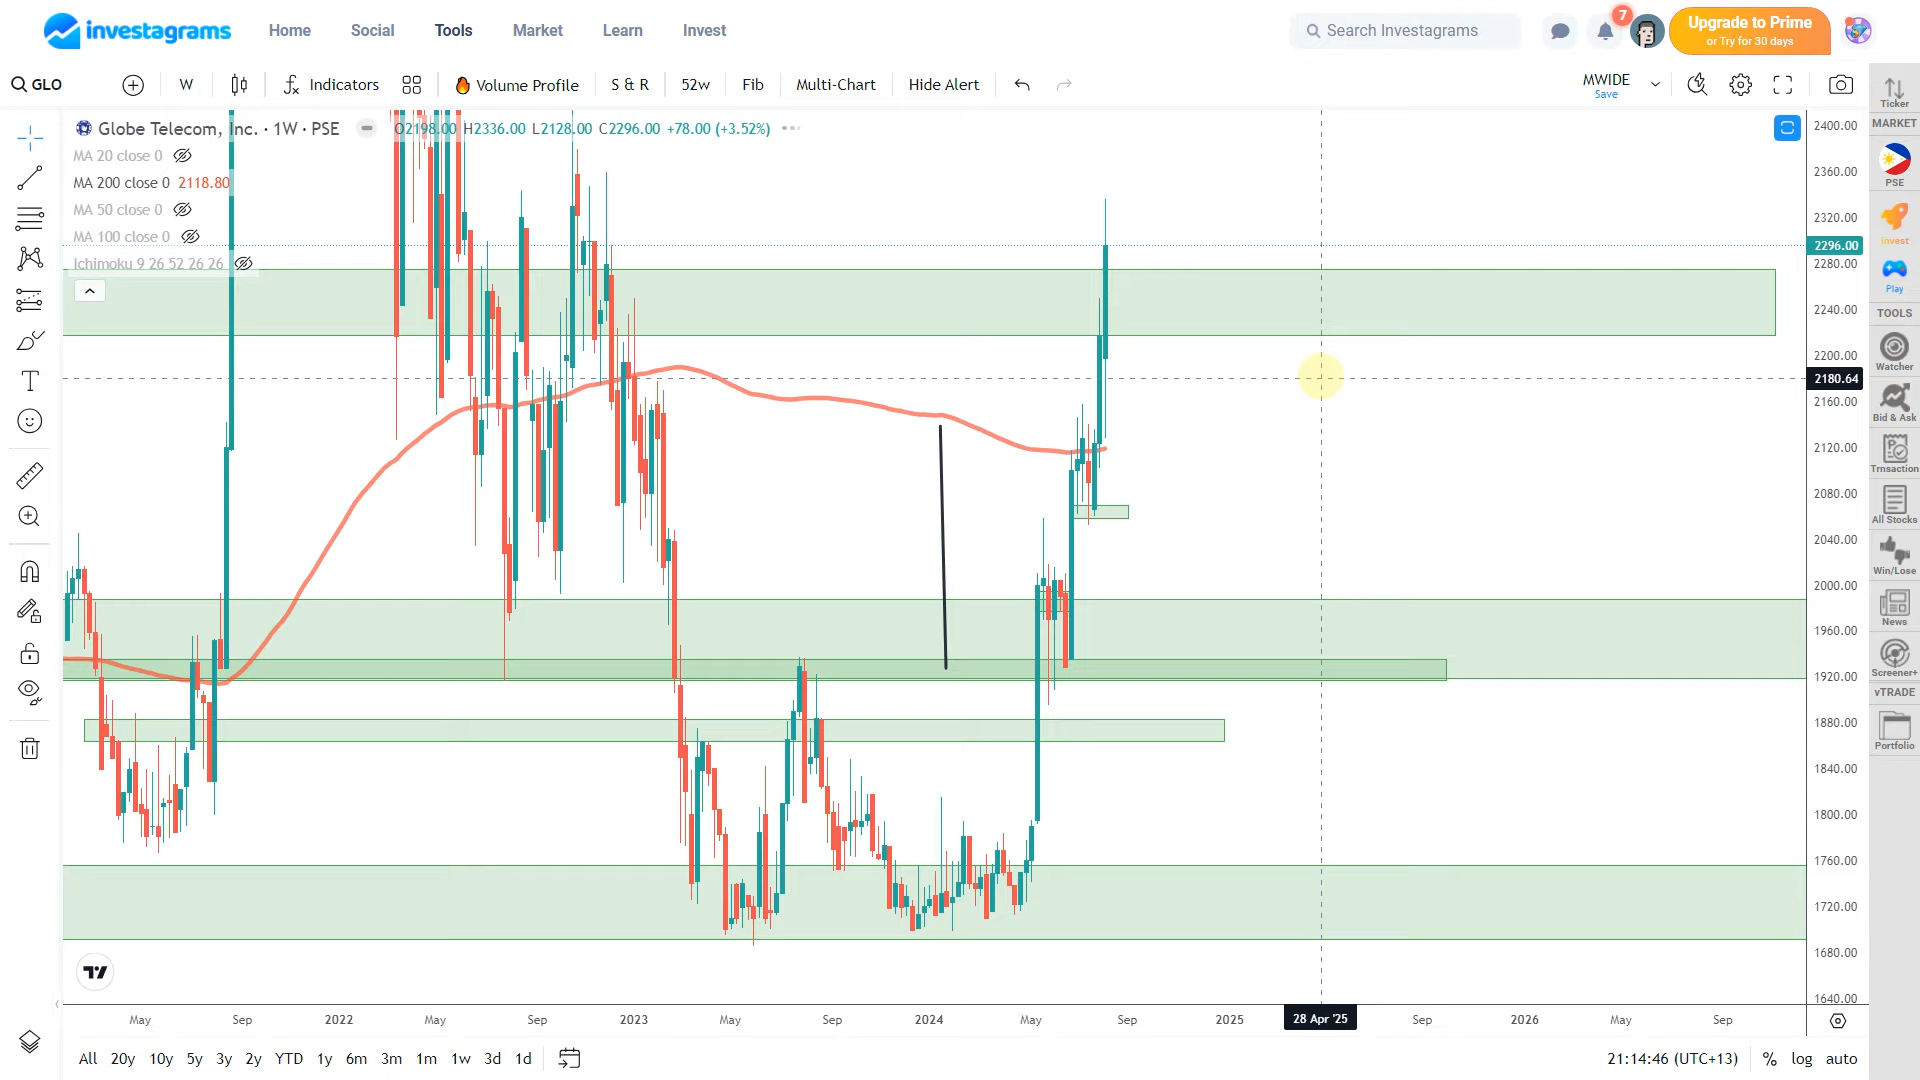 investagrams Home Social Tools Market Learn Invest Search Investagrams 7 Upgrade to Prime
or Try for 30 days
GLO W Indicators Volume Profile S & R 52w Fib Multi-Chart Hide Alert MWIDE
Save
Globe Telecom, Inc. · 1W · PSE O2198.00 H2336.00 L2128.00 C2296.00 +78.00 (+3.52%)
MA 20 close 0
MA 200 close 0 2118.80
MA 50 close 0
MA 100 close 0
Ichimoku 9 26 52 26 26
2400.00
2360.00
2320.00
2296.00
2280.00
2240.00
2200.00
2180.64
2160.00
2120.00
2080.00
2040.00
2000.00
1960.00
1920.00
1880.00
1840.00
1800.00
1760.00
1720.00
1680.00
1640.00
May Sep 2022 May Sep 2023 May Sep 2024 May Sep 2025 28 Apr '25 Sep 2026 May Sep
All 20y 10y 5y 3y 2y YTD 1y 6m 3m 1m 1w 3d 1d 21:14:46 (UTC+13) % log auto
Ticker
MARKET
PSE
Invest
Play
TOOLS
Watcher
Bid & Ask
Trnsaction
All Stocks
Win/Lose
News
Screener+
vTRADE
Portfolio